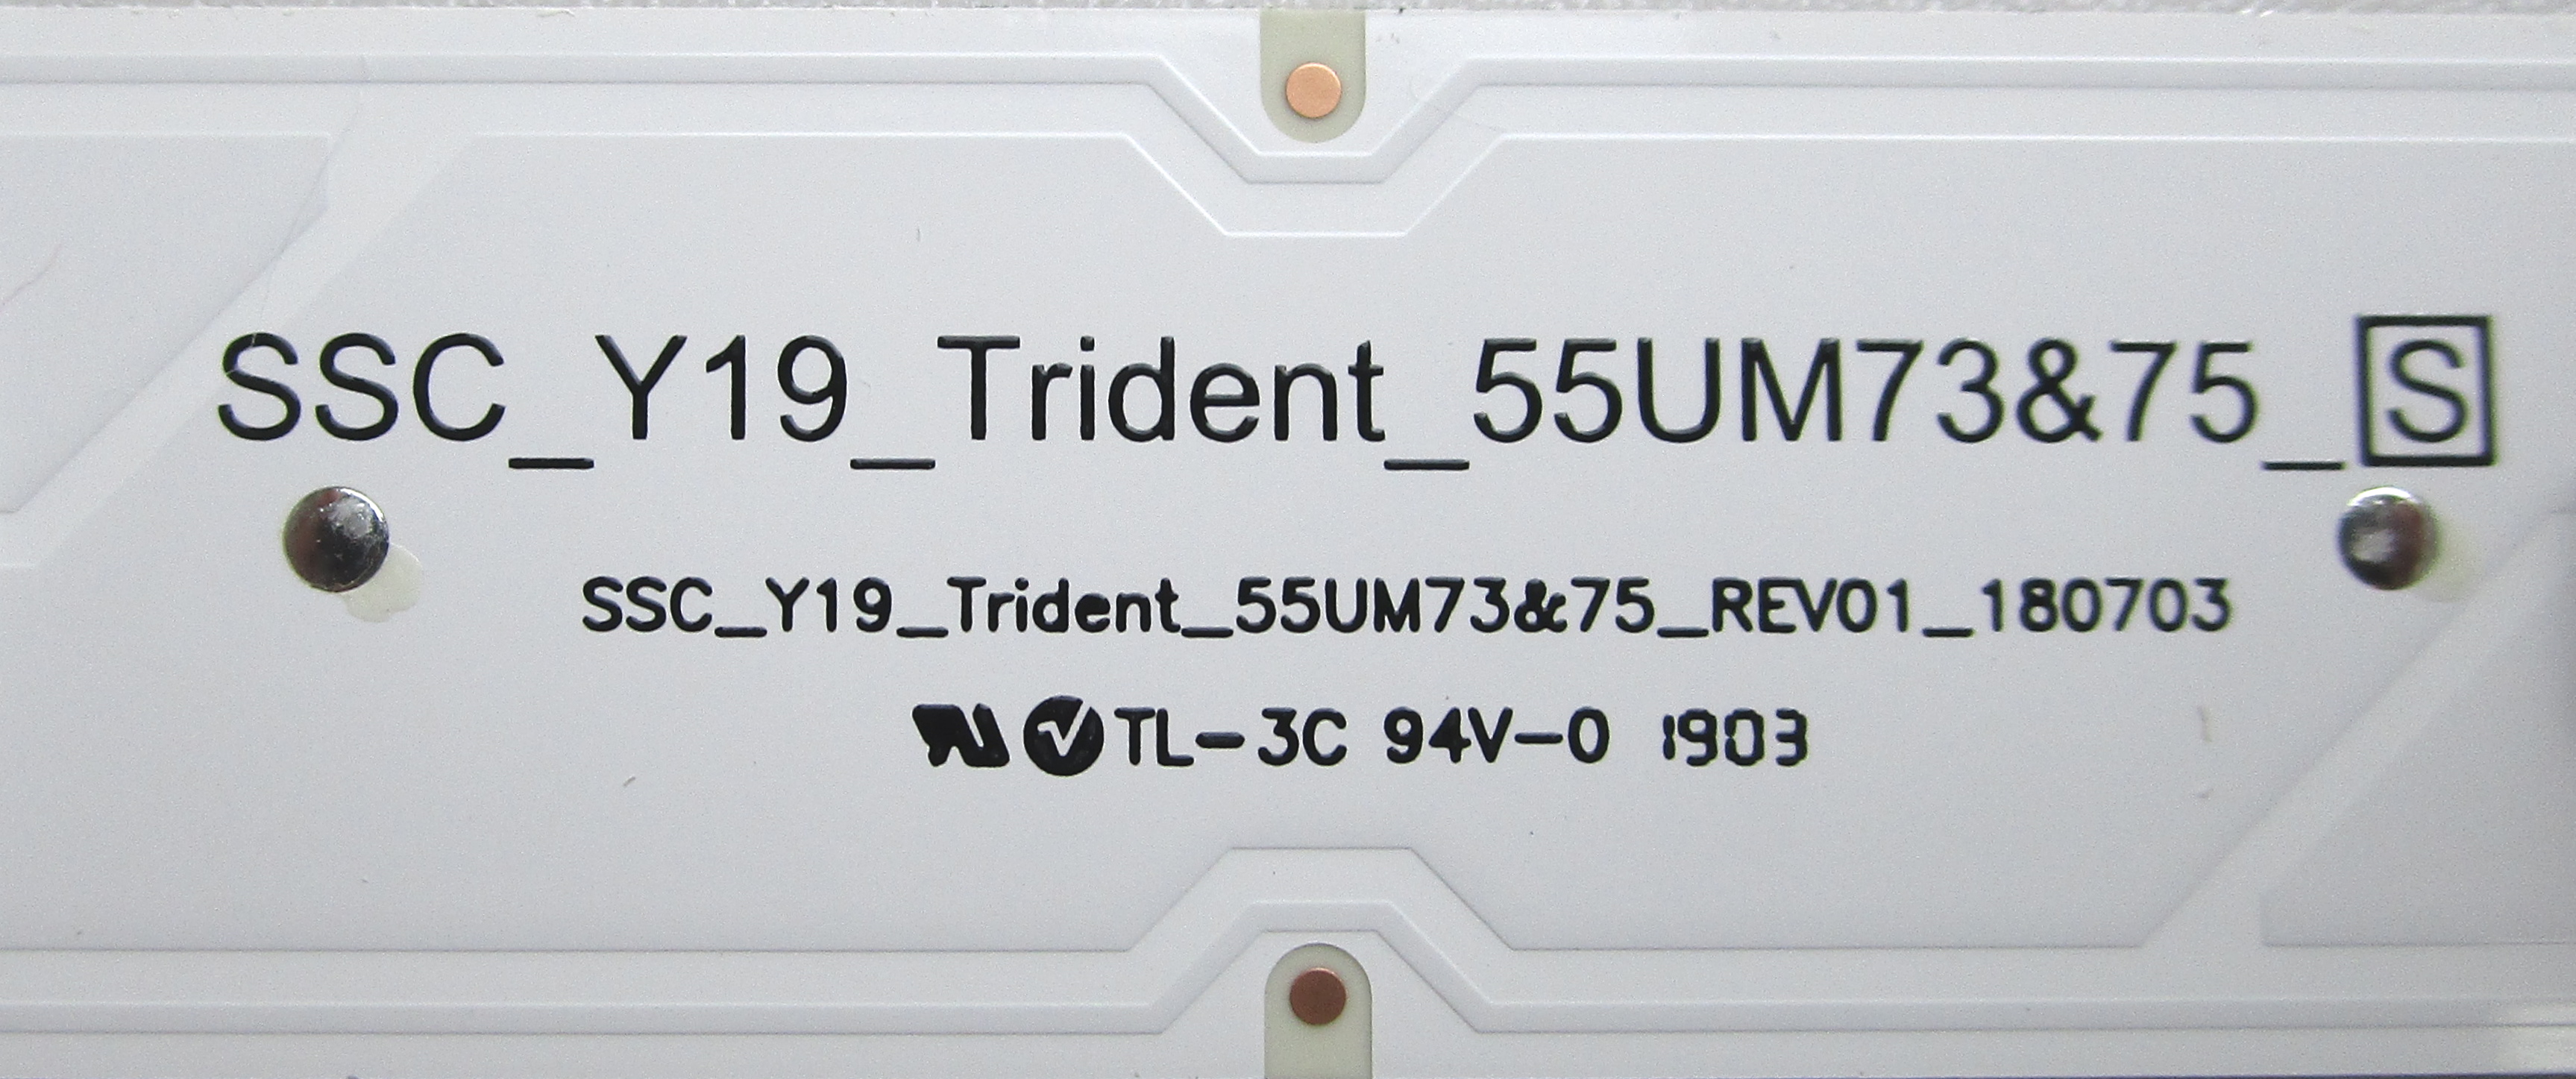 SSC_Y19_Trident_55UM73&75_S
SSC_Y19_Trident_55UM73&75_REV01_180703
TL-3C 94V-0 1903